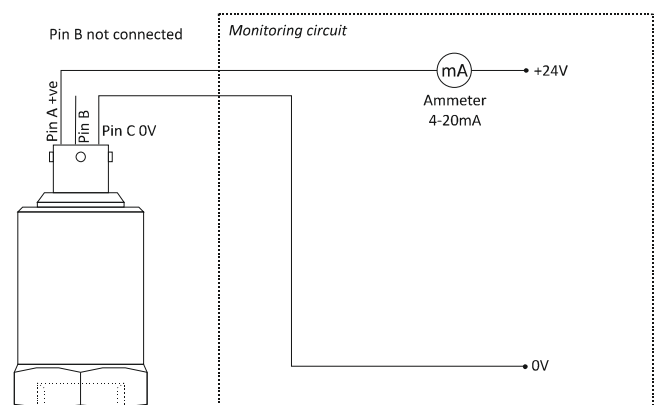 Pin B not connected
Monitoring circuit
mA
+24V
Ammeter
4-20mA
Pin A +ve
Pin B
Pin C 0V
0V